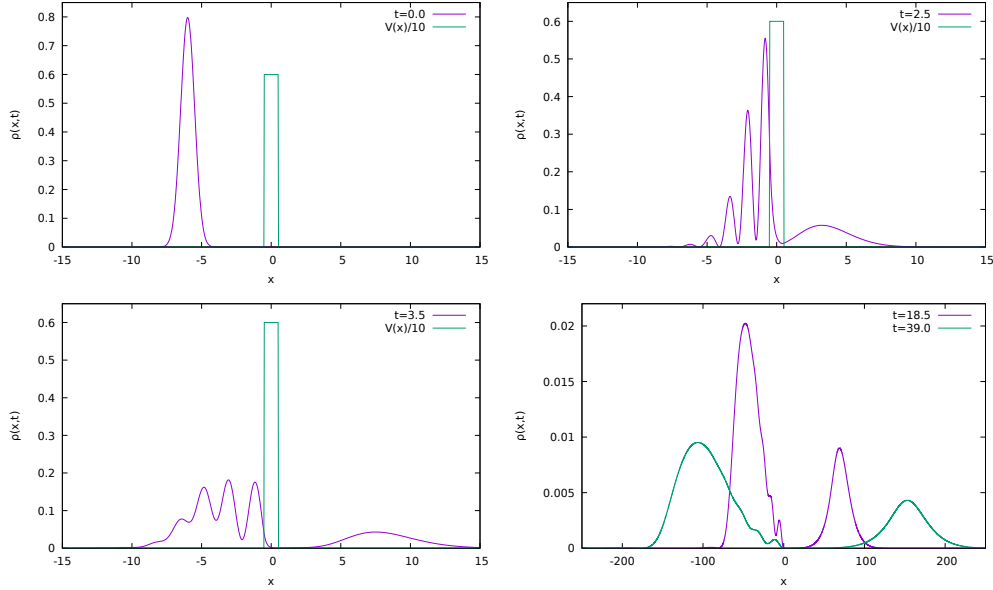 t=0.0
V(x)/10
ρ(x,t)
0 0.1 0.2 0.3 0.4 0.5 0.6 0.7 0.8
-15 -10 -5 0 5 10 15
x
t=2.5
V(x)/10
ρ(x,t)
0 0.1 0.2 0.3 0.4 0.5 0.6
-15 -10 -5 0 5 10 15
x
t=3.5
V(x)/10
ρ(x,t)
0 0.1 0.2 0.3 0.4 0.5 0.6
-15 -10 -5 0 5 10 15
x
t=18.5
t=39.0
ρ(x,t)
0 0.005 0.01 0.015 0.02
-200 -100 0 100 200
x